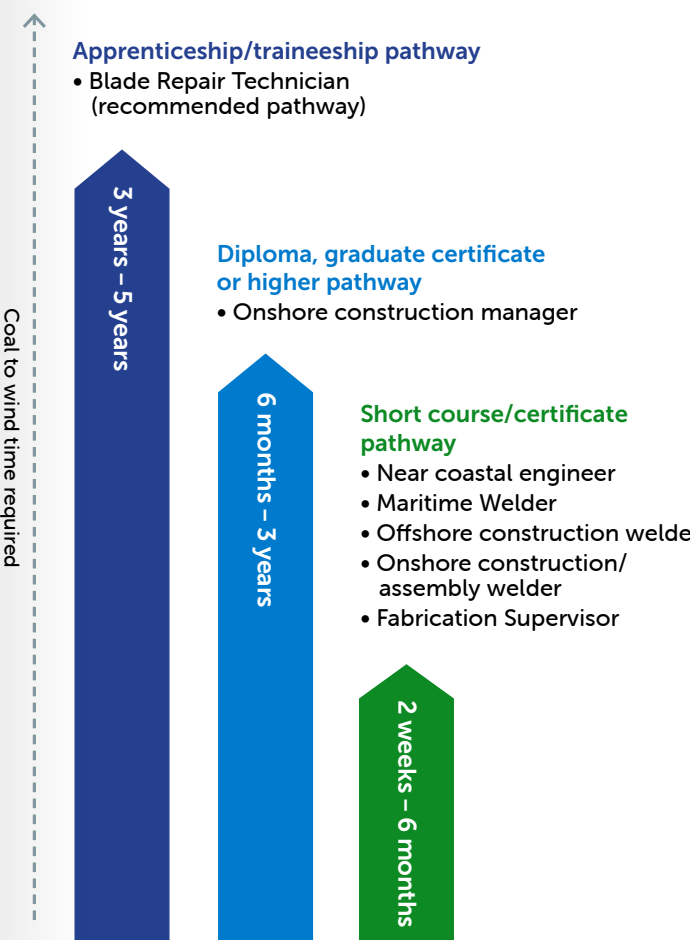 Apprenticeship/traineeship pathway
• Blade Repair Technician
(recommended pathway)
3 years – 5 years
Diploma, graduate certificate
or higher pathway
• Onshore construction manager
6 months – 3 years
Short course/certificate
pathway
• Near coastal engineer
• Maritime Welder
• Offshore construction welde
• Onshore construction/
assembly welder
• Fabrication Supervisor
2 weeks – 6 months
Coal to wind time required